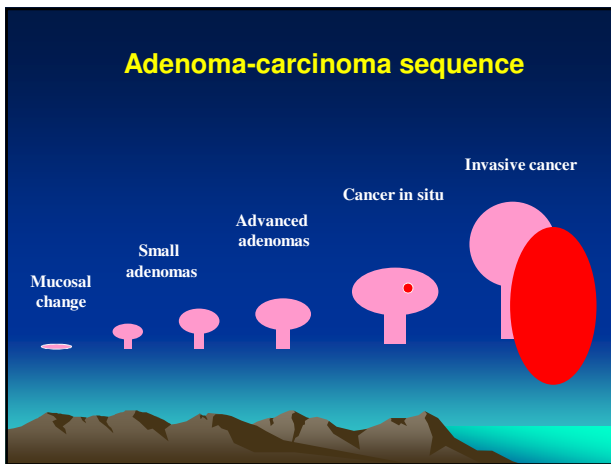 Adenoma-carcinoma sequence
Mucosal
change
Small
adenomas
Advanced
adenomas
Cancer in situ
Invasive cancer